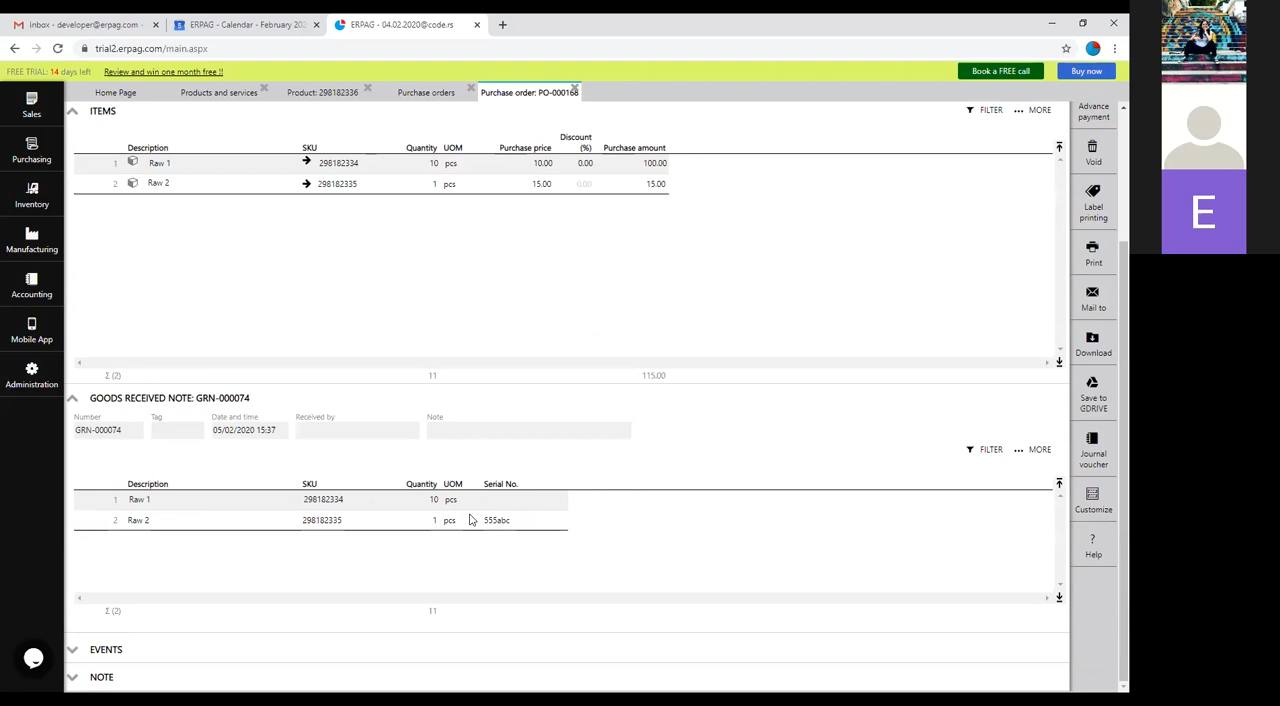 Inbox - developer@erpag.com -
ERPAG - Calendar - February 202
ERPAG - 04.02.2020@code.rs
trial2.erpag.com/main.aspx
FREE TRIAL: 14 days left Review and win one month free !! Book a FREE call Buy now
Home Page Products and services Product: 298182336 Purchase orders Purchase order: PO-000168
Sales
Purchasing
Inventory
Manufacturing
Accounting
Mobile App
Administration
ITEMS FILTER MORE
Description SKU Quantity UOM Purchase price Discount (%) Purchase amount
1 Raw 1 298182334 10 pcs 10.00 0.00 100.00
2 Raw 2 298182335 1 pcs 15.00 0.00 15.00
Σ (2) 11 115.00
GOODS RECEIVED NOTE: GRN-000074
Number Tag Date and time Received by Note
GRN-000074 05/02/2020 15:37
FILTER MORE
Description SKU Quantity UOM Serial No.
1 Raw 1 298182334 10 pcs
2 Raw 2 298182335 1 pcs 555abc
Σ (2) 11
EVENTS
NOTE
Advance
payment
Void
Label
printing
Print
Mail to
Download
Save to
GDRIVE
Journal
voucher
Customize
?
Help
E